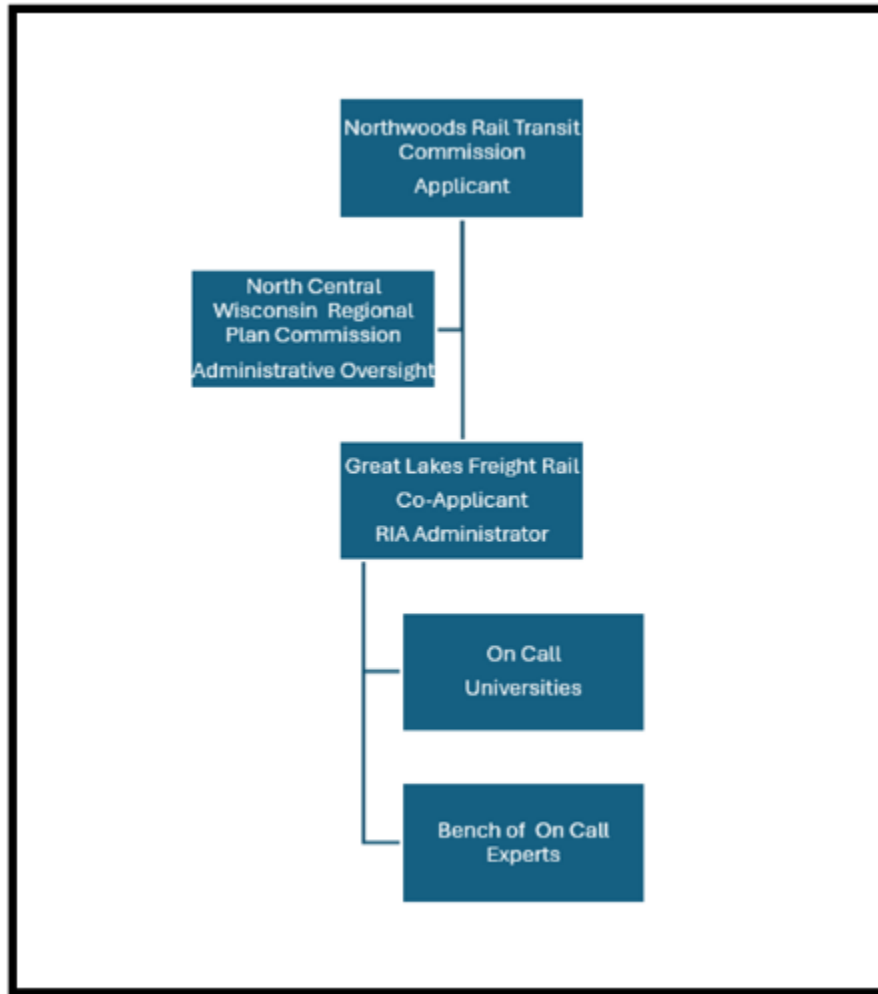 Northwoods Rail Transit
Commission
Applicant
North Central
Wisconsin Regional
Plan Commission
Administrative Oversight
Great Lakes Freight Rail
Co-Applicant
RIA Administrator
On Call
Universities
Bench of On Call
Experts